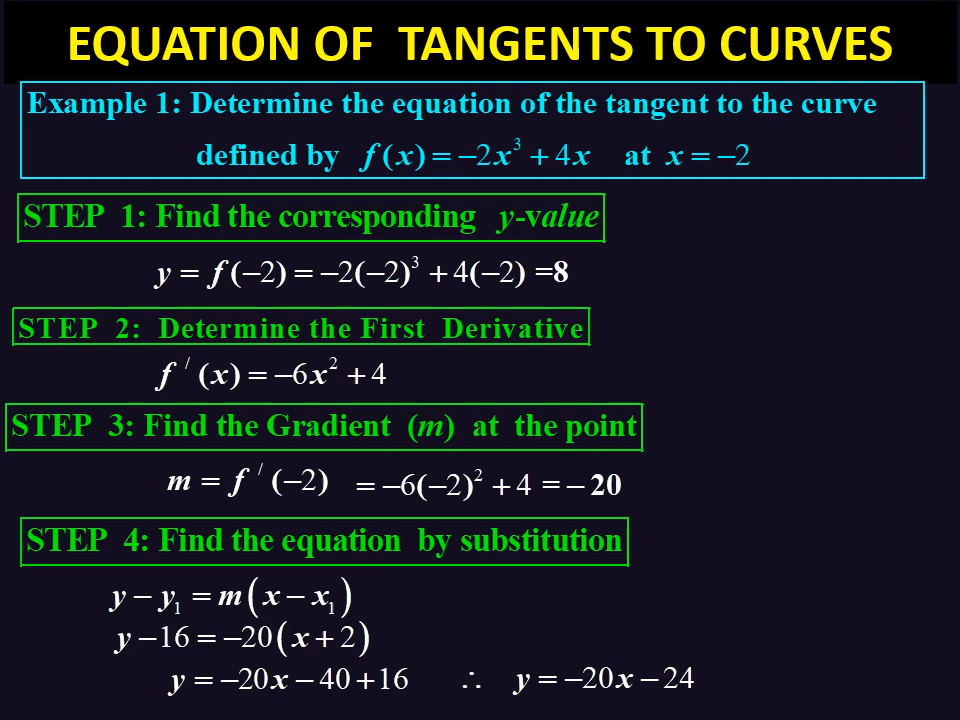 EQUATION OF TANGENTS TO CURVES
Example 1: Determine the equation of the tangent to the curve
defined by f(x) = −2x³ + 4x at x = −2
STEP 1: Find the corresponding y-value
y = f(−2) = −2(−2)³ + 4(−2) =8
STEP 2: Determine the First Derivative
f ′(x) = −6x² + 4
STEP 3: Find the Gradient (m) at the point
m = f ′(−2) = −6(−2)² + 4 = − 20
STEP 4: Find the equation by substitution
y − y₁ = m(x − x₁)
y − 16 = −20(x + 2)
y = −20x − 40 + 16 ∴ y = −20x − 24